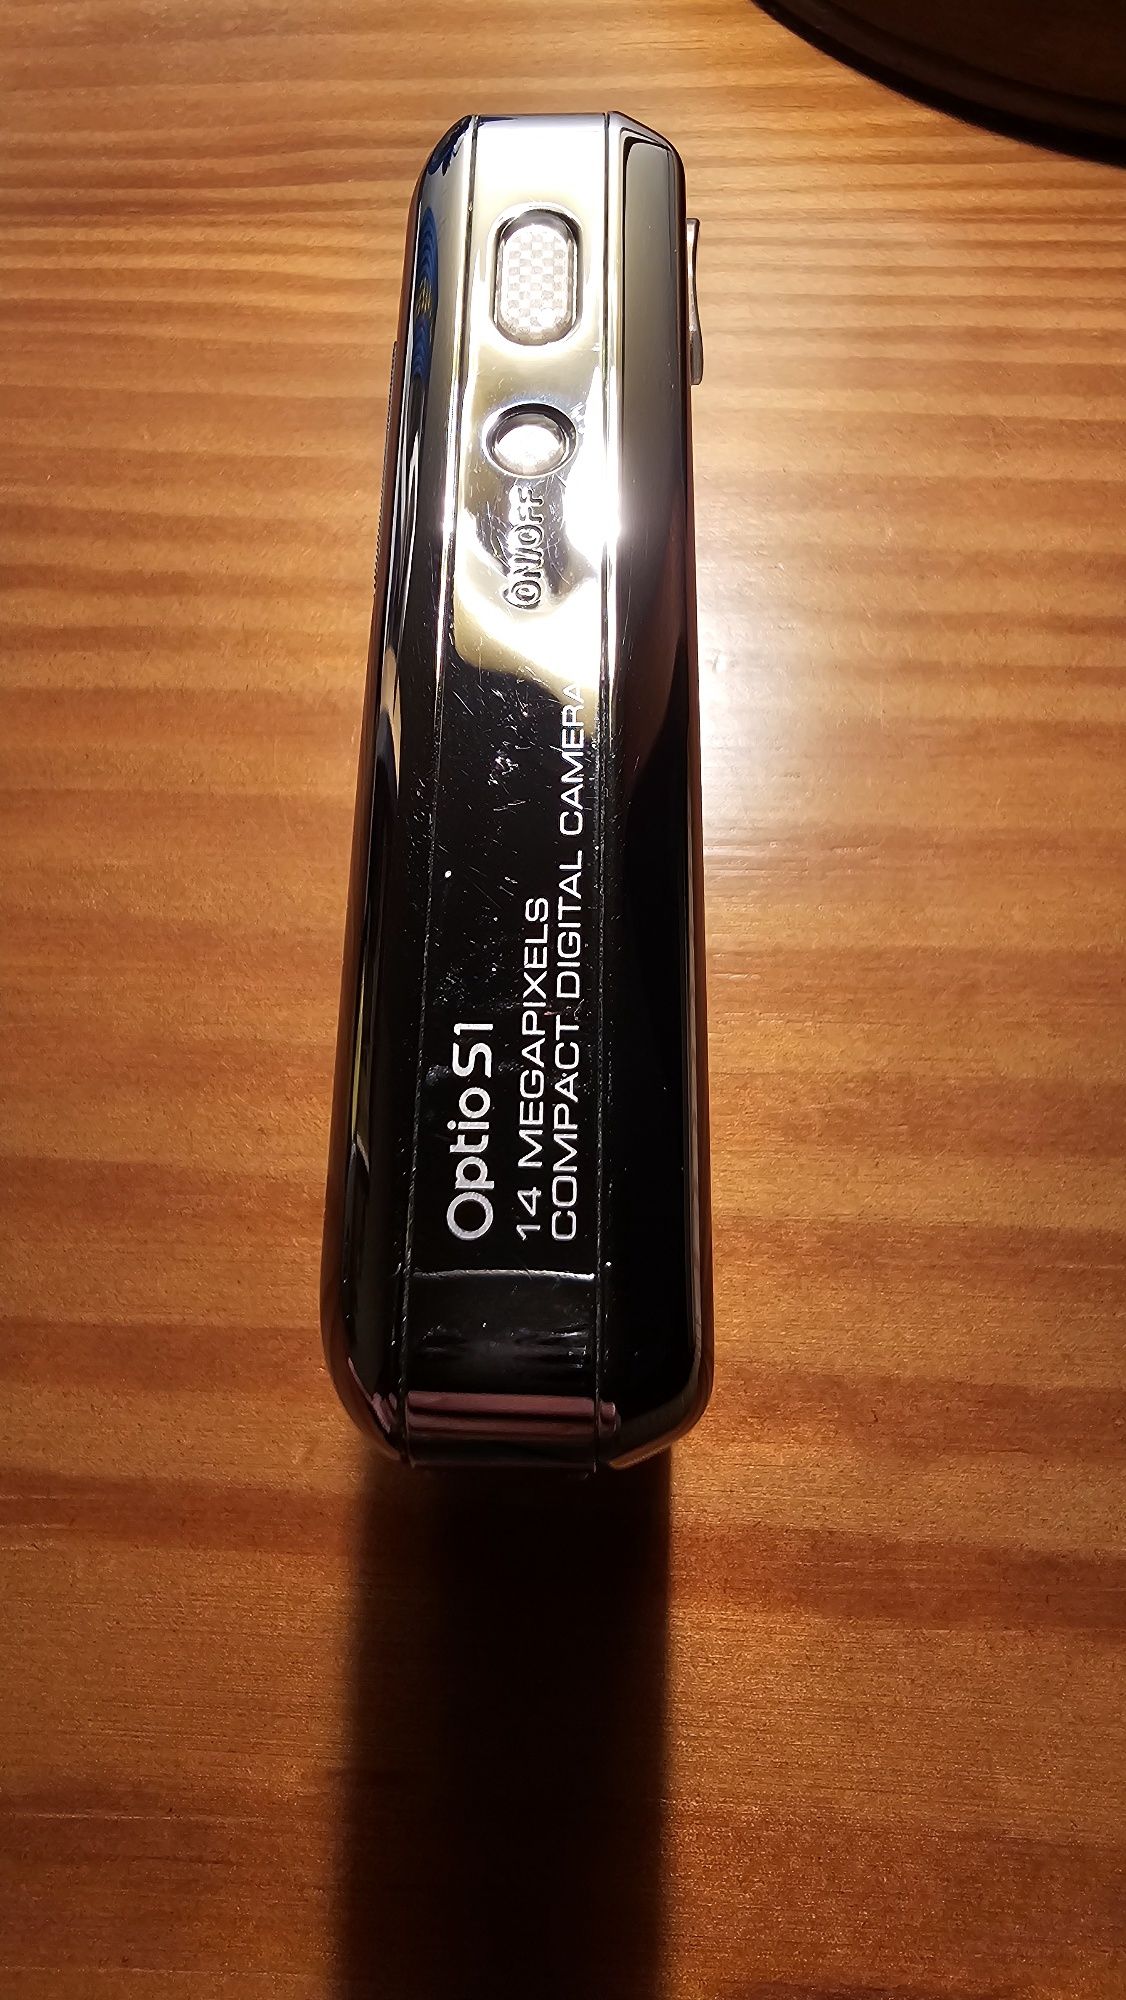 Optio S1
14 MEGAPIXELS
COMPACT DIGITAL CAMERA
ON/OFF